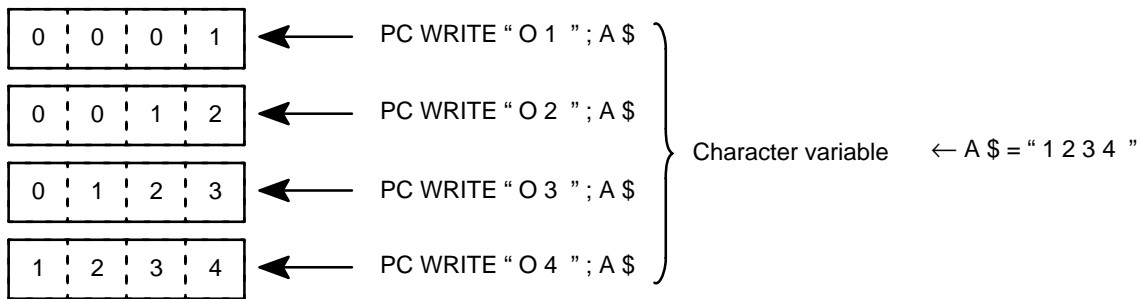 0 0 0 1 PC WRITE “ O 1 ” ; A $
0 0 1 2 PC WRITE “ O 2 ” ; A $
Character variable ← A $ = “ 1 2 3 4 ”
0 1 2 3 PC WRITE “ O 3 ” ; A $
1 2 3 4 PC WRITE “ O 4 ” ; A $